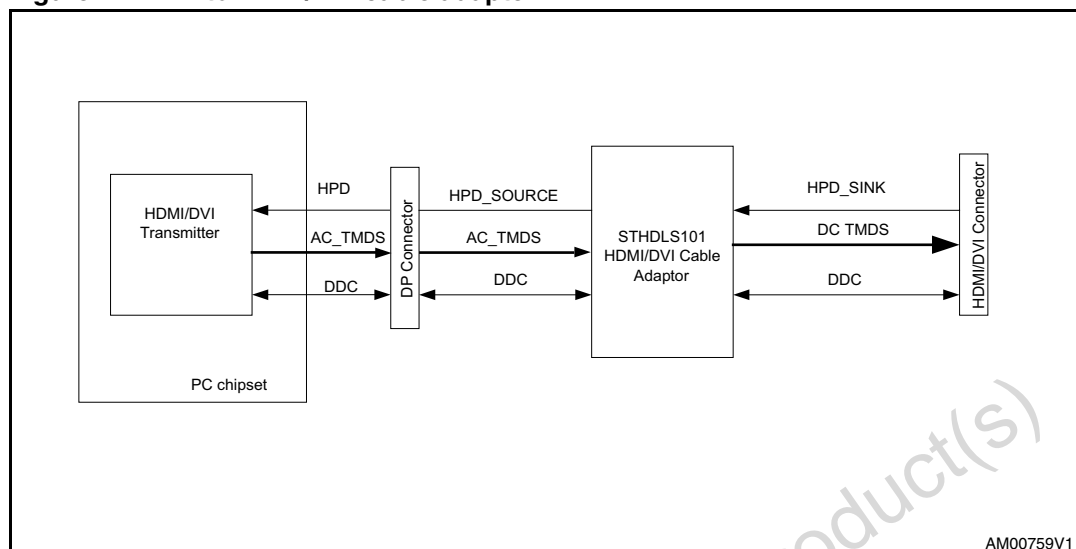 HDMI/DVI
Transmitter
PC chipset
HPD
AC_TMDS
DDC
DP Connector
HPD_SOURCE
AC_TMDS
DDC
STHDLS101
HDMI/DVI Cable
Adaptor
HPD_SINK
DC TMDS
DDC
HDMI/DVI Connector
AM00759V1